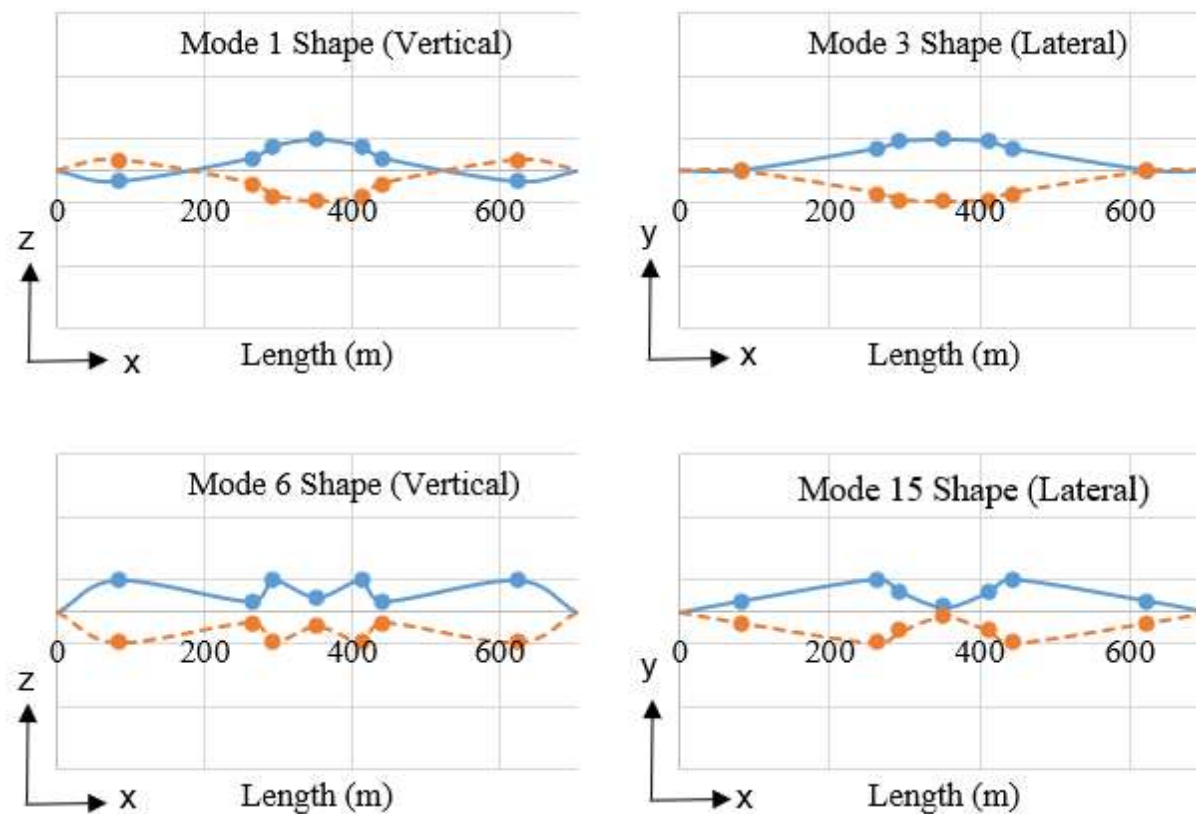 Mode 1 Shape (Vertical)
0 200 400 600
z
x
Length (m)
Mode 3 Shape (Lateral)
0 200 400 600
y
x
Length (m)
Mode 6 Shape (Vertical)
0 200 400 600
z
x
Length (m)
Mode 15 Shape (Lateral)
0 200 400 600
y
x
Length (m)